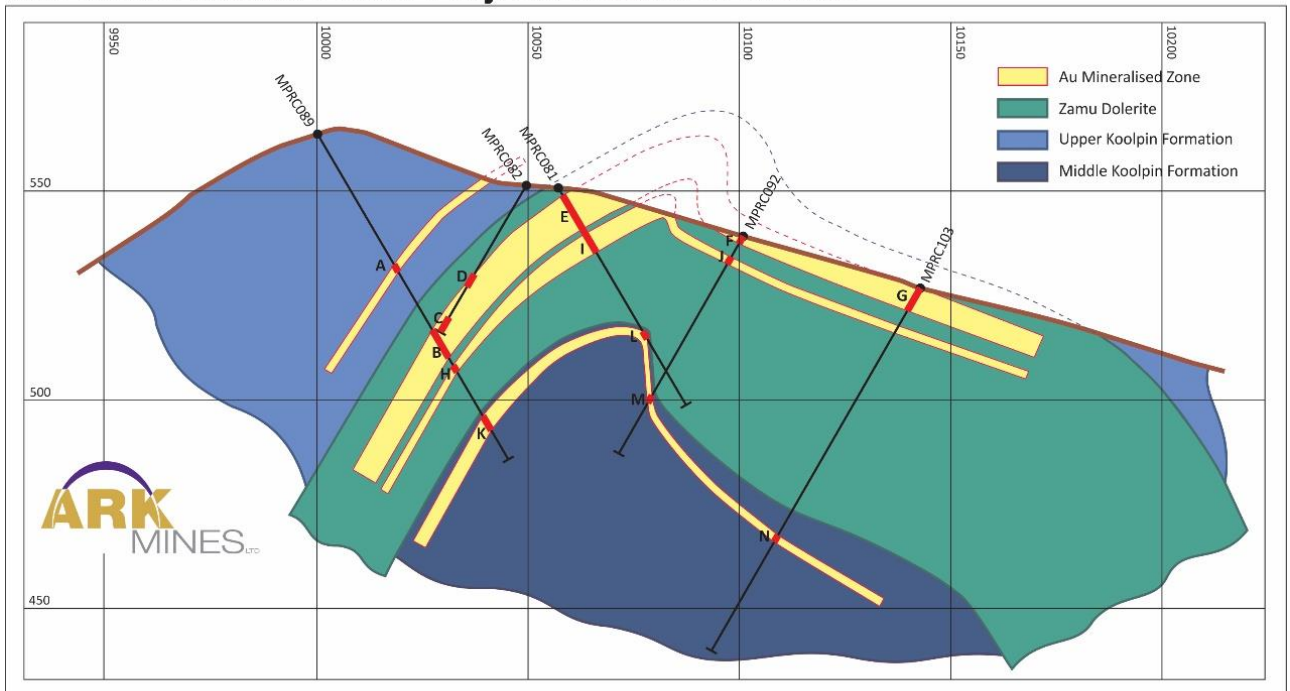 9950
10000
10050
10100
10150
10200
MPRC089
MPRC082
MPRC081
MPRC092
MPRC103
Au Mineralised Zone
Zamu Dolerite
Upper Koolpin Formation
Middle Koolpin Formation
550
500
450
A
B
C
D
E
F
G
H
I
J
K
L
M
N
ARK
MINES LTD